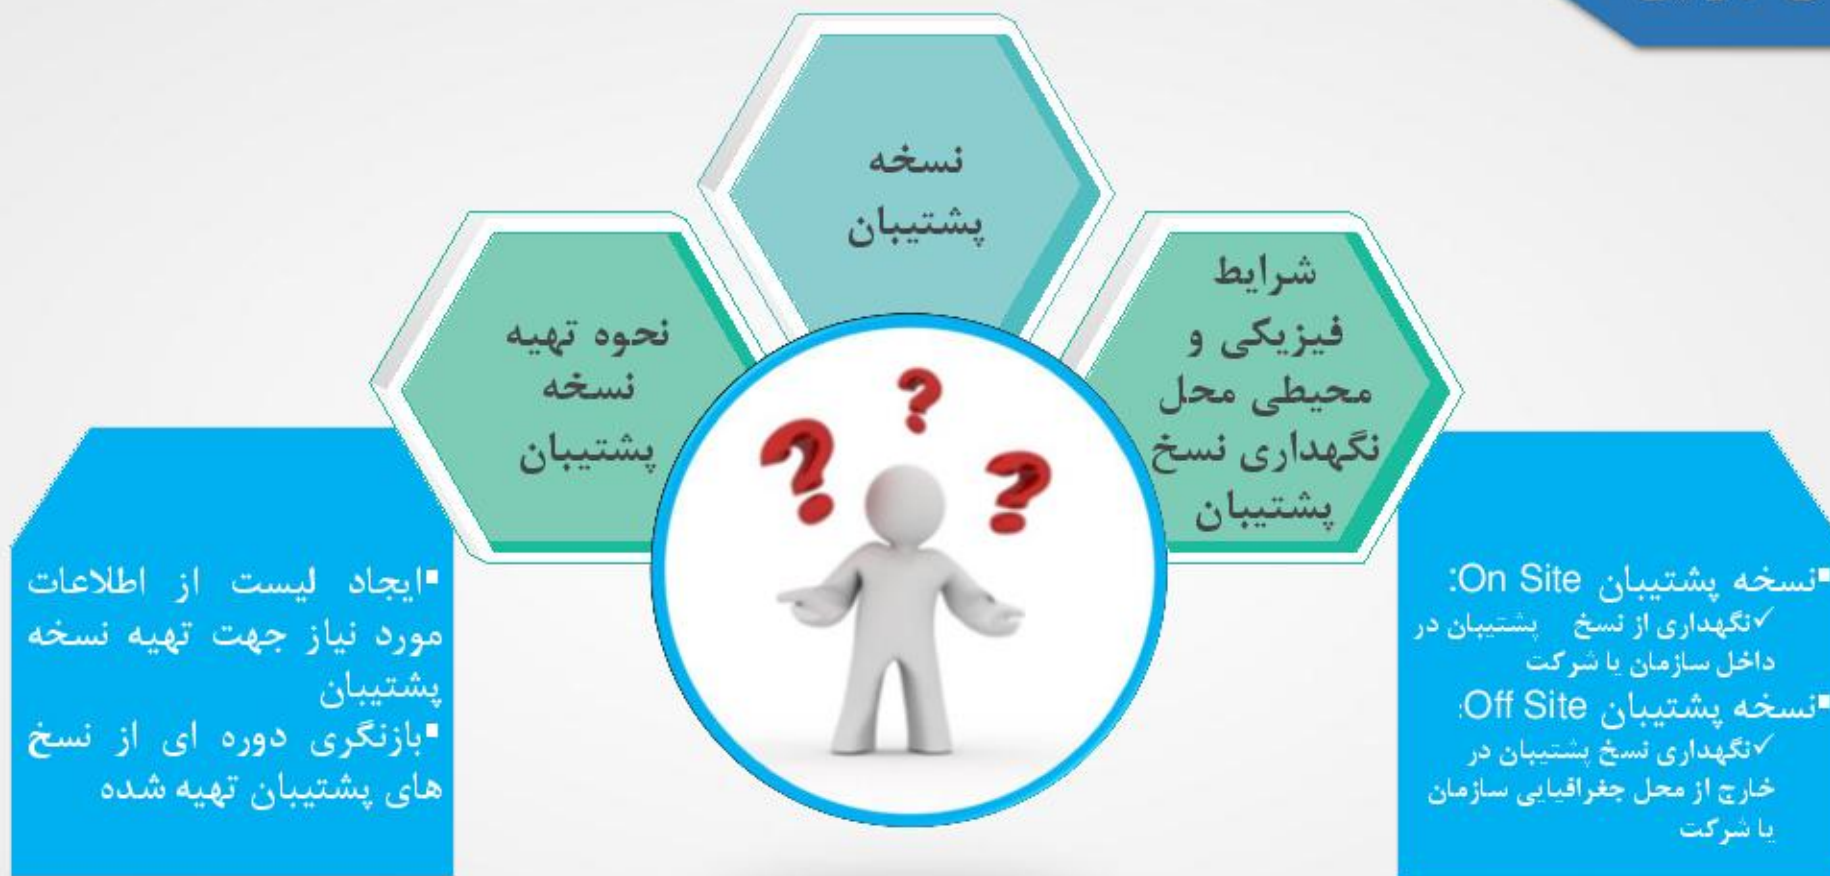 نسخه
پشتیبان
شرایط
فیزیکی و
محیطی محل
نگهداری نسخ
پشتیبان
نحوه تهیه
نسخه
پشتیبان
▪نسخه پشتیبان On Site:
✓نگهداری از نسخ پشتیبان در
داخل سازمان یا شرکت
▪نسخه پشتیبان Off Site:
✓نگهداری نسخ پشتیبان در
خارج از محل جغرافیایی سازمان
یا شرکت
▪ایجاد لیست از اطلاعات
مورد نیاز جهت تهیه نسخه
پشتیبان
▪بازنگری دوره ای از نسخ
های پشتیبان تهیه شده